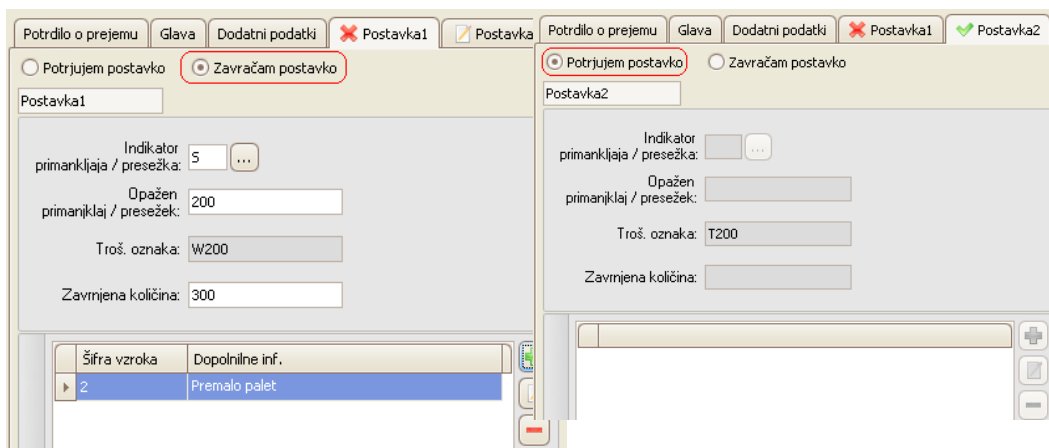 Potrdilo o prejemu Glava Dodatni podatki Postavka1 Postavka
Potrjujem postavko Zavračam postavko
Postavka1
Indikator
primankljaja / presežka: S ...
Opažen
primanjklaj / presežek: 200
Troš. oznaka: W200
Zavrnjena količina: 300
Šifra vzroka Dopolnilne inf.
2 Premalo palet
Potrdilo o prejemu Glava Dodatni podatki Postavka1 Postavka2
Potrjujem postavko Zavračam postavko
Postavka2
Indikator
primankljaja / presežka: ...
Opažen
primanjklaj / presežek:
Troš. oznaka: T200
Zavrnjena količina: